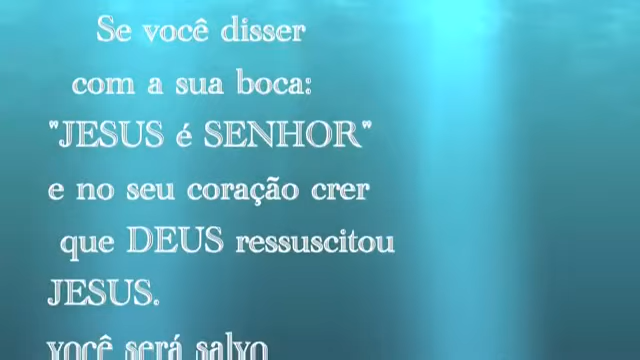 Se você disser
com a sua boca:
"JESUS é SENHOR"
e no seu coração crer
que DEUS ressuscitou
JESUS.
você será salvo